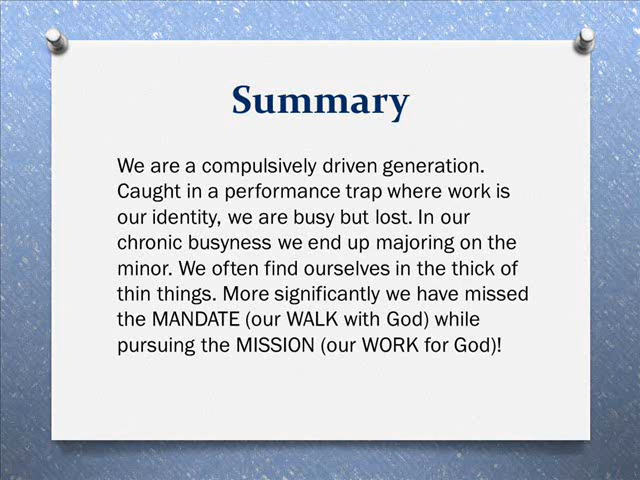 Summary
We are a compulsively driven generation.
Caught in a performance trap where work is
our identity, we are busy but lost. In our
chronic busyness we end up majoring on the
minor. We often find ourselves in the thick of
thin things. More significantly we have missed
the MANDATE (our WALK with God) while
pursuing the MISSION (our WORK for God)!